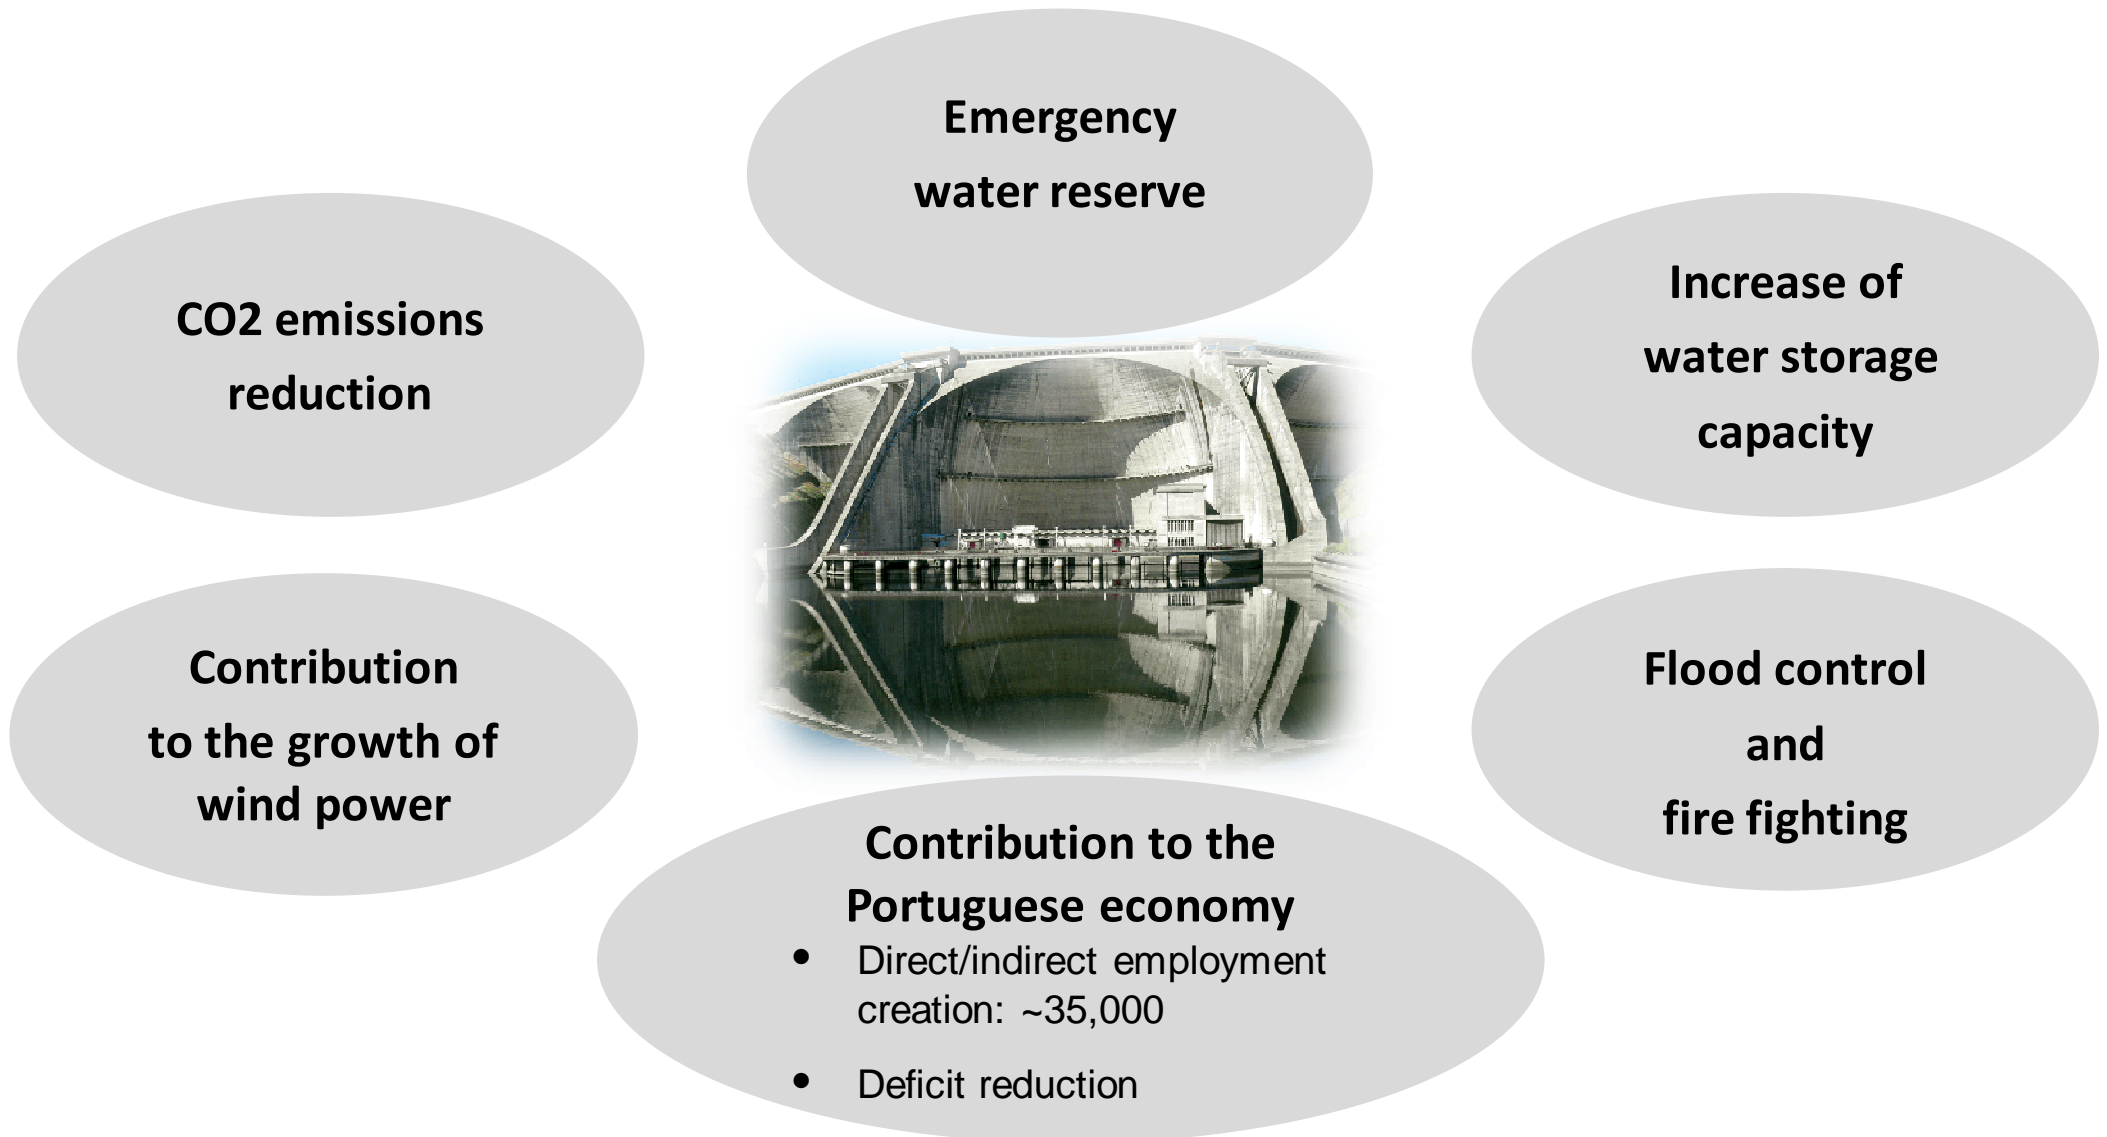 Emergency
water reserve
CO2 emissions
reduction
Increase of
water storage
capacity
Contribution
to the growth of
wind power
Flood control
and
fire fighting
Contribution to the
Portuguese economy
• Direct/indirect employment
creation: ~35,000
• Deficit reduction